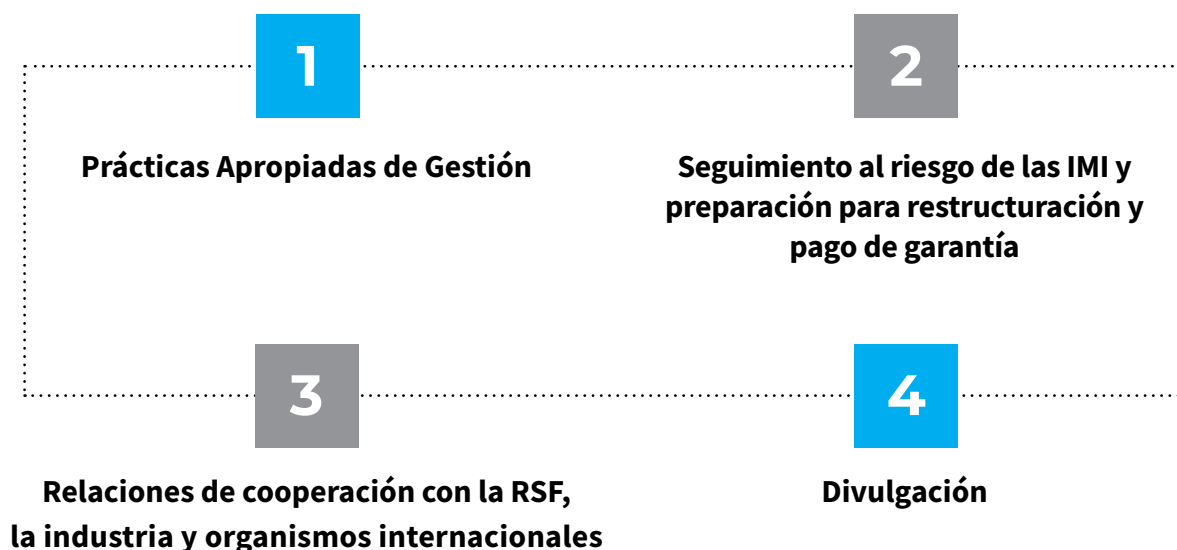 1
Prácticas Apropiadas de Gestión
2
Seguimiento al riesgo de las IMI y
preparación para restructuración y
pago de garantía
3
Relaciones de cooperación con la RSF,
la industria y organismos internacionales
4
Divulgación